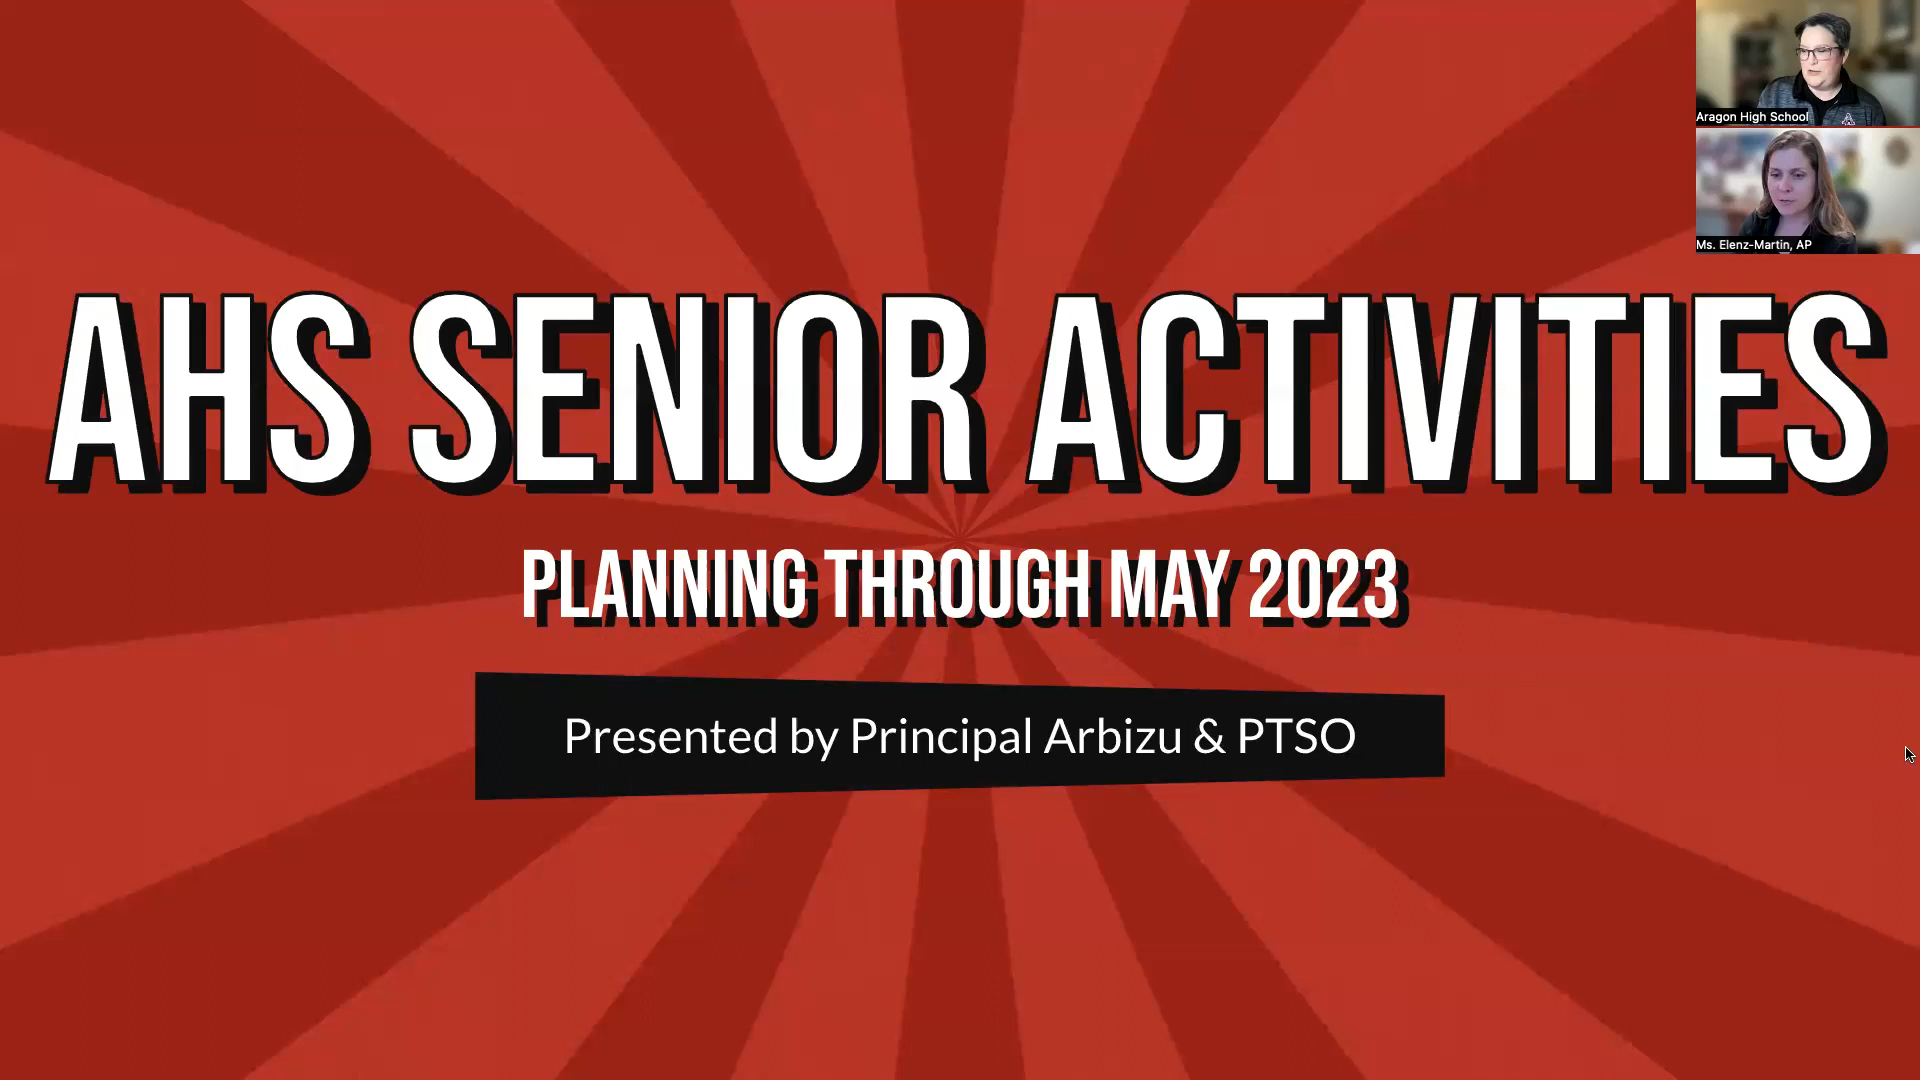 Aragon High School
Ms. Elenz-Martin, AP
AHS SENIOR ACTIVITIES
PLANNING THROUGH MAY 2023
Presented by Principal Arbizu & PTSO